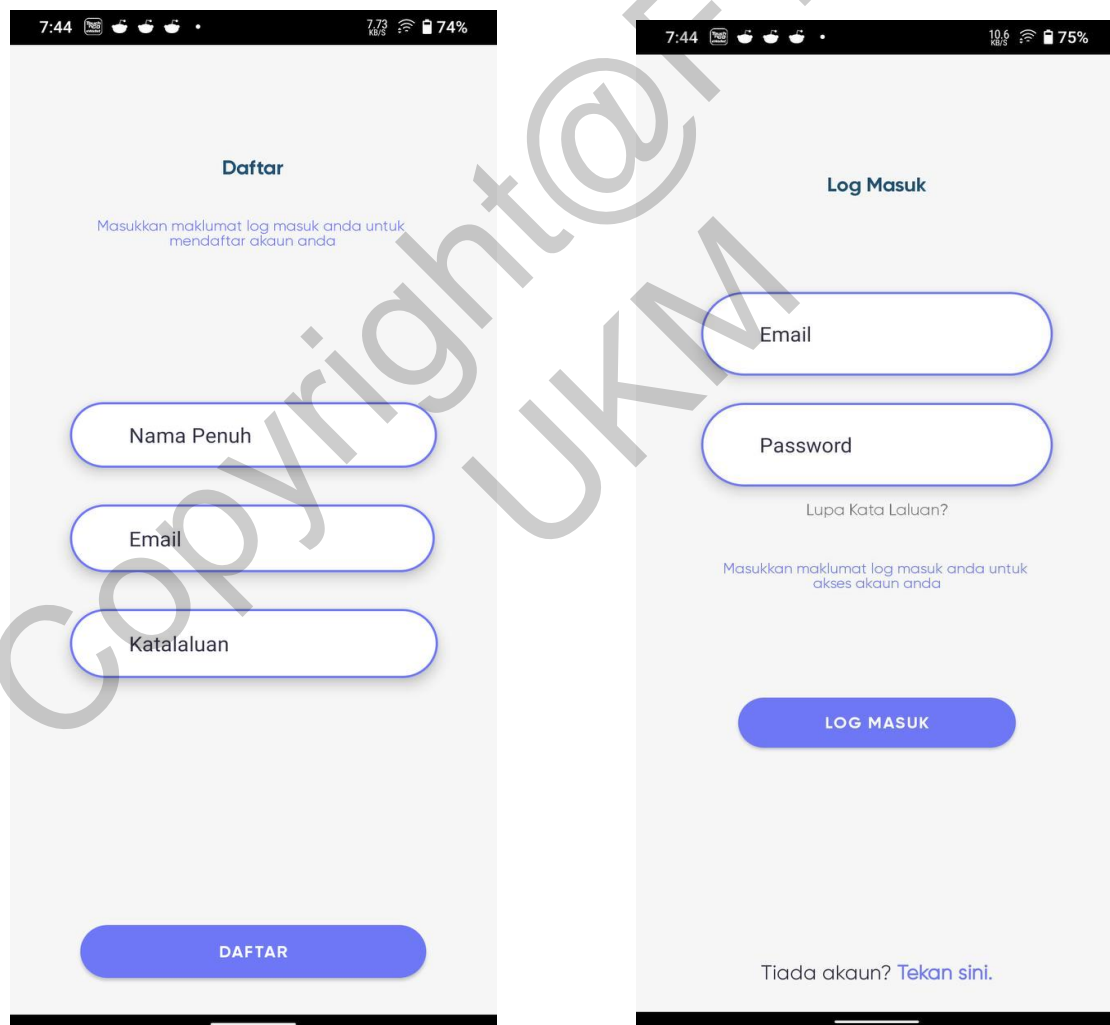 7:44
7.73
KB/S
74%
Daftar
Masukkan maklumat log masuk anda untuk
mendaftar akaun anda
Nama Penuh
Email
Katalaluan
DAFTAR
7:44
10.6
KB/S
75%
Log Masuk
Email
Password
Lupa Kata Laluan?
Masukkan maklumat log masuk anda untuk
akses akaun anda
LOG MASUK
Tiada akaun? Tekan sini.
Copyright@F
UKM